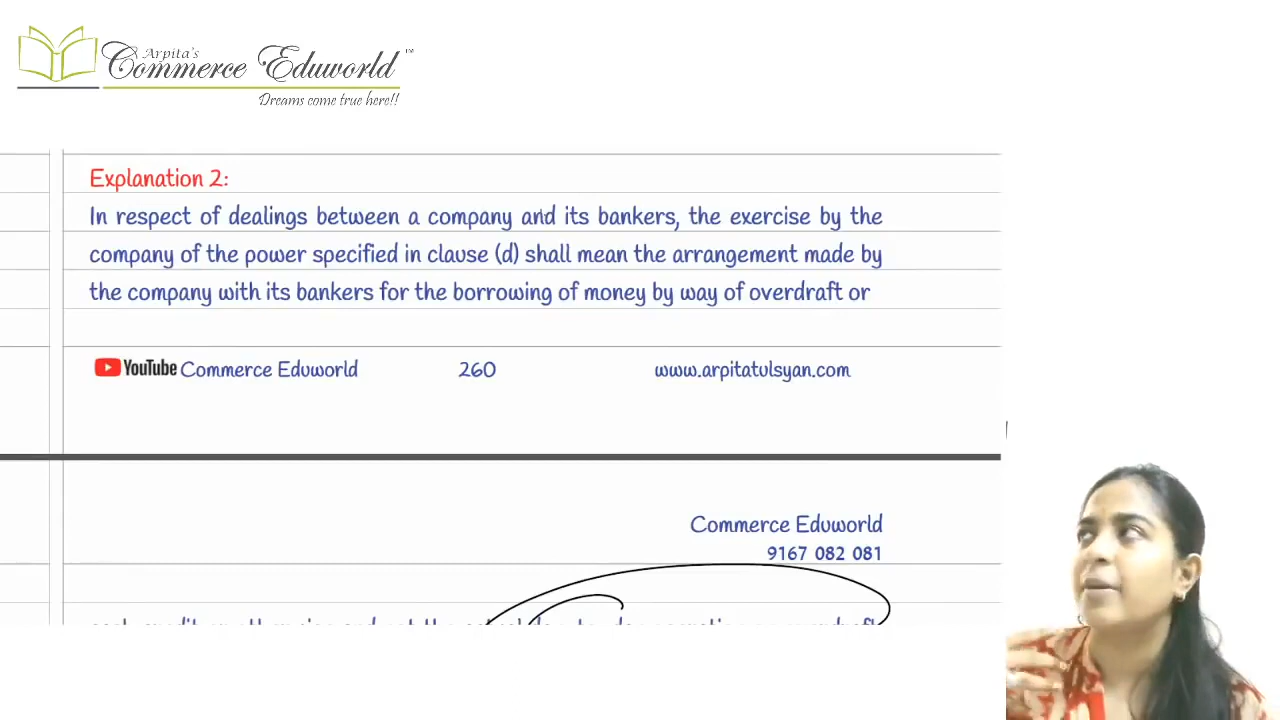 Arpita's
Commerce Eduworld™
Dreams come true here!!
Explanation 2:
In respect of dealings between a company and its bankers, the exercise by the
company of the power specified in clause (d) shall mean the arrangement made by
the company with its bankers for the borrowing of money by way of overdraft or
YouTube Commerce Eduworld 260 www.arpitatulsyan.com
Commerce Eduworld
9167 082 081